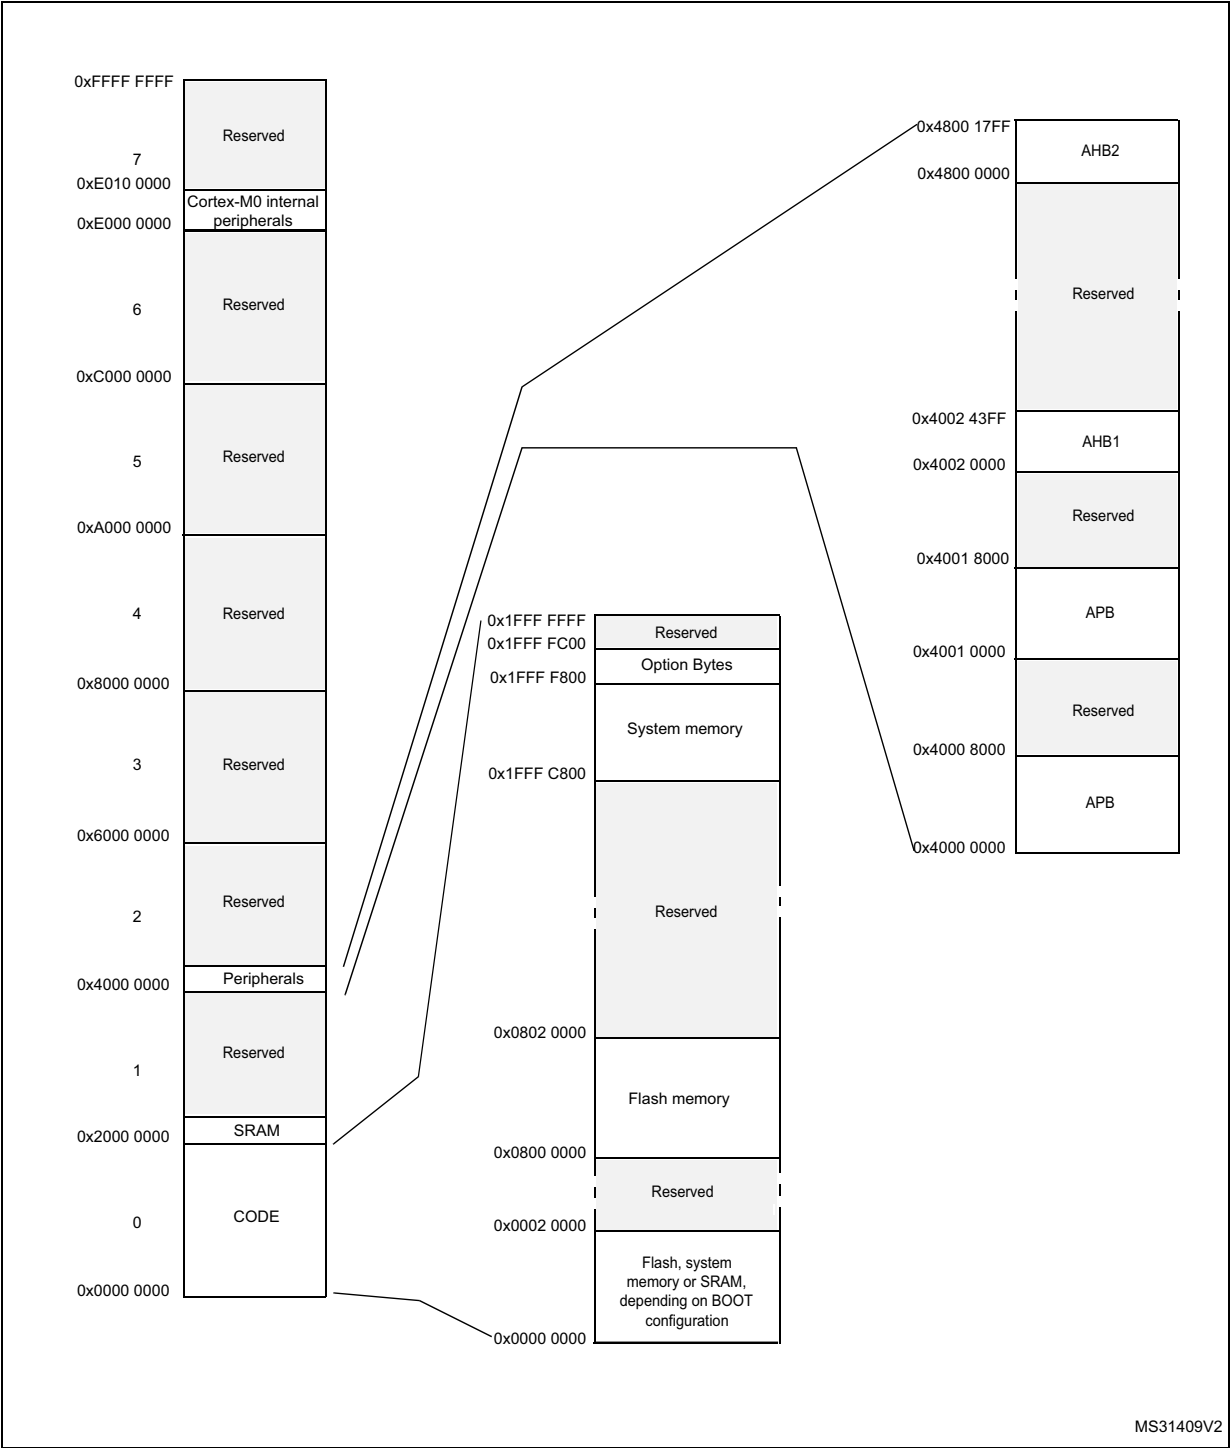 0xFFFF FFFF
Reserved
7
0xE010 0000
Cortex-M0 internal
peripherals
0xE000 0000
Reserved
6
0xC000 0000
Reserved
5
0xA000 0000
Reserved
4
0x8000 0000
Reserved
3
0x6000 0000
Reserved
2
Peripherals
0x4000 0000
Reserved
1
SRAM
0x2000 0000
CODE
0
0x0000 0000
0x1FFF FFFF
Reserved
0x1FFF FC00
Option Bytes
0x1FFF F800
System memory
0x1FFF C800
Reserved
0x0802 0000
Flash memory
0x0800 0000
Reserved
0x0002 0000
Flash, system
memory or SRAM,
depending on BOOT
configuration
0x0000 0000
0x4800 17FF
AHB2
0x4800 0000
Reserved
0x4002 43FF
AHB1
0x4002 0000
Reserved
0x4001 8000
APB
0x4001 0000
Reserved
0x4000 8000
APB
0x4000 0000
MS31409V2